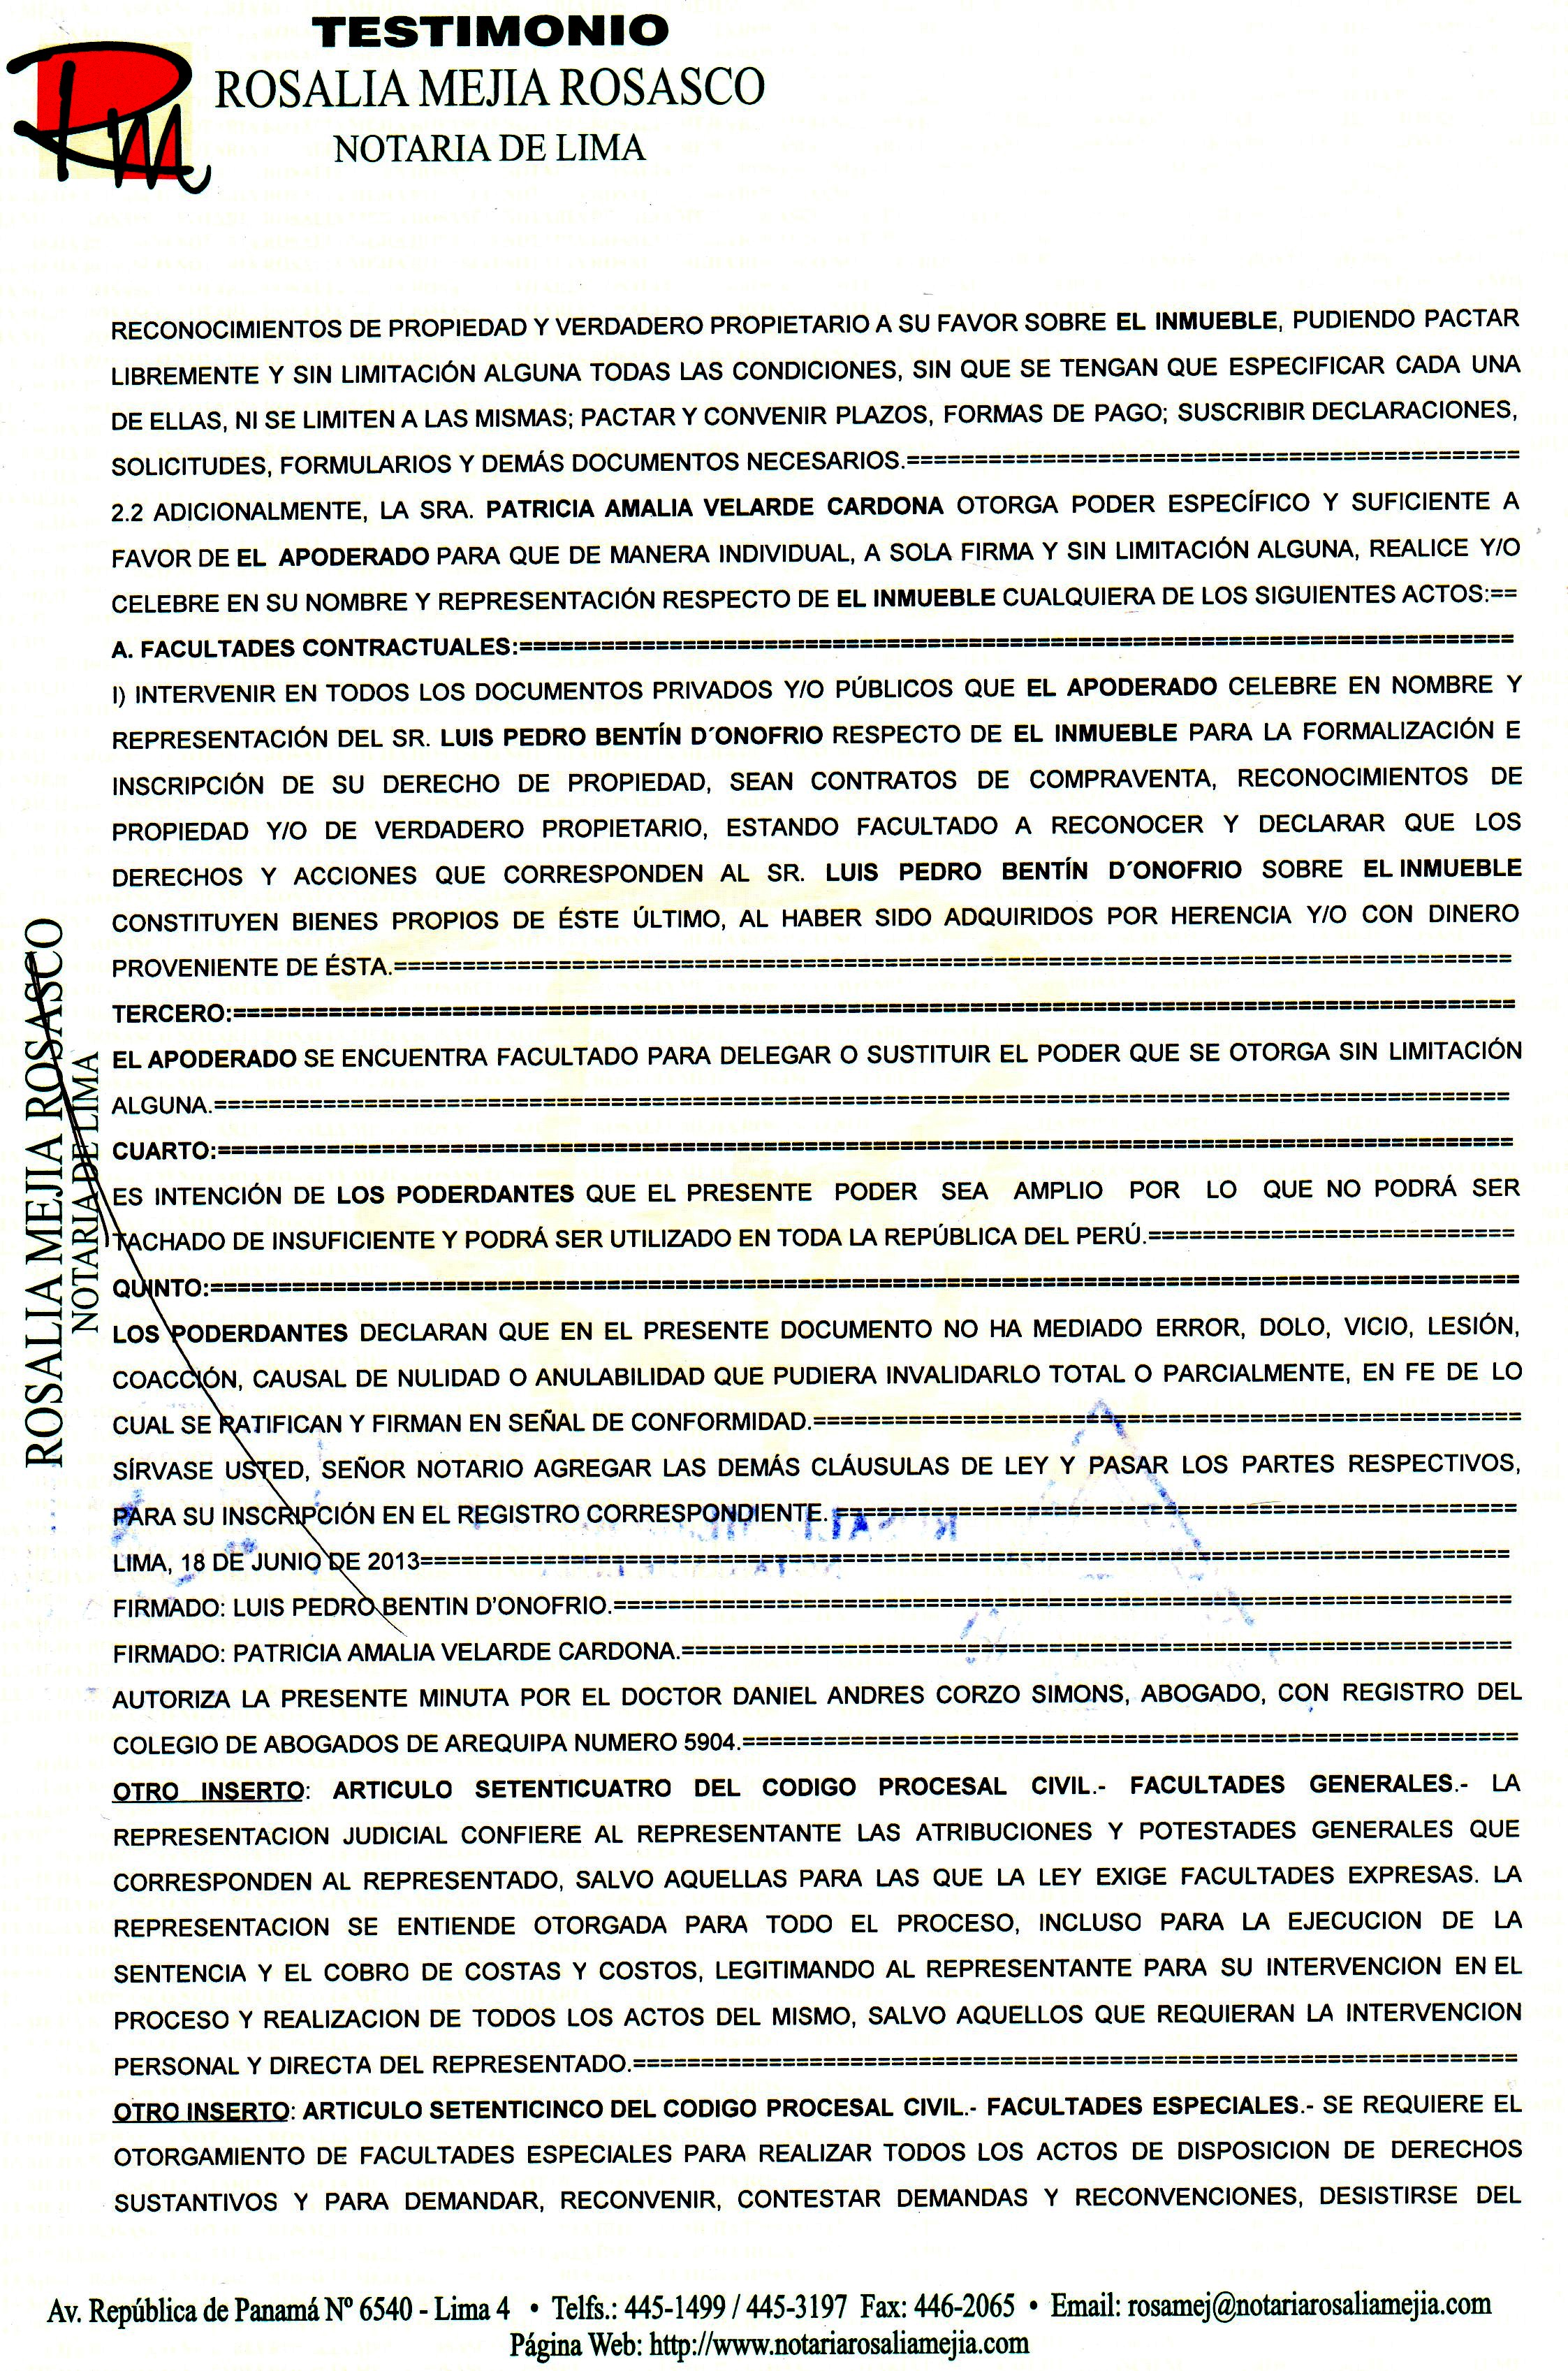 TESTIMONIO
ROSALIA MEJIA ROSASCO
NOTARIA DE LIMA
RECONOCIMIENTOS DE PROPIEDAD Y VERDADERO PROPIETARIO A SU FAVOR SOBRE EL INMUEBLE, PUDIENDO PACTAR
LIBREMENTE Y SIN LIMITACIÓN ALGUNA TODAS LAS CONDICIONES, SIN QUE SE TENGAN QUE ESPECIFICAR CADA UNA
DE ELLAS, NI SE LIMITEN A LAS MISMAS; PACTAR Y CONVENIR PLAZOS, FORMAS DE PAGO; SUSCRIBIR DECLARACIONES,
SOLICITUDES, FORMULARIOS Y DEMÁS DOCUMENTOS NECESARIOS.=============================================
2.2 ADICIONALMENTE, LA SRA. PATRICIA AMALIA VELARDE CARDONA OTORGA PODER ESPECÍFICO Y SUFICIENTE A
FAVOR DE EL APODERADO PARA QUE DE MANERA INDIVIDUAL, A SOLA FIRMA Y SIN LIMITACIÓN ALGUNA, REALICE Y/O
CELEBRE EN SU NOMBRE Y REPRESENTACIÓN RESPECTO DE EL INMUEBLE CUALQUIERA DE LOS SIGUIENTES ACTOS:==
A. FACULTADES CONTRACTUALES:=========================================================================
I) INTERVENIR EN TODOS LOS DOCUMENTOS PRIVADOS Y/O PÚBLICOS QUE EL APODERADO CELEBRE EN NOMBRE Y
REPRESENTACIÓN DEL SR. LUIS PEDRO BENTÍN D´ONOFRIO RESPECTO DE EL INMUEBLE PARA LA FORMALIZACIÓN E
INSCRIPCIÓN DE SU DERECHO DE PROPIEDAD, SEAN CONTRATOS DE COMPRAVENTA, RECONOCIMIENTOS DE
PROPIEDAD Y/O DE VERDADERO PROPIETARIO, ESTANDO FACULTADO A RECONOCER Y DECLARAR QUE LOS
DERECHOS Y ACCIONES QUE CORRESPONDEN AL SR. LUIS PEDRO BENTÍN D´ONOFRIO SOBRE EL INMUEBLE
CONSTITUYEN BIENES PROPIOS DE ÉSTE ÚLTIMO, AL HABER SIDO ADQUIRIDOS POR HERENCIA Y/O CON DINERO
PROVENIENTE DE ÉSTA.==================================================================================
TERCERO:==============================================================================================
EL APODERADO SE ENCUENTRA FACULTADO PARA DELEGAR O SUSTITUIR EL PODER QUE SE OTORGA SIN LIMITACIÓN
ALGUNA.===============================================================================================
CUARTO:===============================================================================================
ES INTENCIÓN DE LOS PODERDANTES QUE EL PRESENTE PODER SEA AMPLIO POR LO QUE NO PODRÁ SER
TACHADO DE INSUFICIENTE Y PODRÁ SER UTILIZADO EN TODA LA REPÚBLICA DEL PERÚ.===========================
QUINTO:================================================================================================
LOS PODERDANTES DECLARAN QUE EN EL PRESENTE DOCUMENTO NO HA MEDIADO ERROR, DOLO, VICIO, LESIÓN,
COACCIÓN, CAUSAL DE NULIDAD O ANULABILIDAD QUE PUDIERA INVALIDARLO TOTAL O PARCIALMENTE, EN FE DE LO
CUAL SE RATIFICAN Y FIRMAN EN SEÑAL DE CONFORMIDAD.====================================================
SÍRVASE USTED, SEÑOR NOTARIO AGREGAR LAS DEMÁS CLÁUSULAS DE LEY Y PASAR LOS PARTES RESPECTIVOS,
PARA SU INSCRIPCIÓN EN EL REGISTRO CORRESPONDIENTE. ==================================================
LIMA, 18 DE JUNIO DE 2013================================================================================
FIRMADO: LUIS PEDRO BENTIN D'ONOFRIO.==================================================================
FIRMADO: PATRICIA AMALIA VELARDE CARDONA.=============================================================
AUTORIZA LA PRESENTE MINUTA POR EL DOCTOR DANIEL ANDRES CORZO SIMONS, ABOGADO, CON REGISTRO DEL
COLEGIO DE ABOGADOS DE AREQUIPA NUMERO 5904.=========================================================
OTRO INSERTO: ARTICULO SETENTICUATRO DEL CODIGO PROCESAL CIVIL.- FACULTADES GENERALES.- LA
REPRESENTACION JUDICIAL CONFIERE AL REPRESENTANTE LAS ATRIBUCIONES Y POTESTADES GENERALES QUE
CORRESPONDEN AL REPRESENTADO, SALVO AQUELLAS PARA LAS QUE LA LEY EXIGE FACULTADES EXPRESAS. LA
REPRESENTACION SE ENTIENDE OTORGADA PARA TODO EL PROCESO, INCLUSO PARA LA EJECUCION DE LA
SENTENCIA Y EL COBRO DE COSTAS Y COSTOS, LEGITIMANDO AL REPRESENTANTE PARA SU INTERVENCION EN EL
PROCESO Y REALIZACION DE TODOS LOS ACTOS DEL MISMO, SALVO AQUELLOS QUE REQUIERAN LA INTERVENCION
PERSONAL Y DIRECTA DEL REPRESENTADO.=================================================================
OTRO INSERTO: ARTICULO SETENTICINCO DEL CODIGO PROCESAL CIVIL.- FACULTADES ESPECIALES.- SE REQUIERE EL
OTORGAMIENTO DE FACULTADES ESPECIALES PARA REALIZAR TODOS LOS ACTOS DE DISPOSICION DE DERECHOS
SUSTANTIVOS Y PARA DEMANDAR, RECONVENIR, CONTESTAR DEMANDAS Y RECONVENCIONES, DESISTIRSE DEL
ROSALIA MEJIA ROSASCO
NOTARIA DE LIMA
Av. República de Panamá Nº 6540 - Lima 4 • Telfs.: 445-1499 / 445-3197 Fax: 446-2065 • Email: rosamej@notariarosaliamejia.com
Página Web: http://www.notariarosaliamejia.com